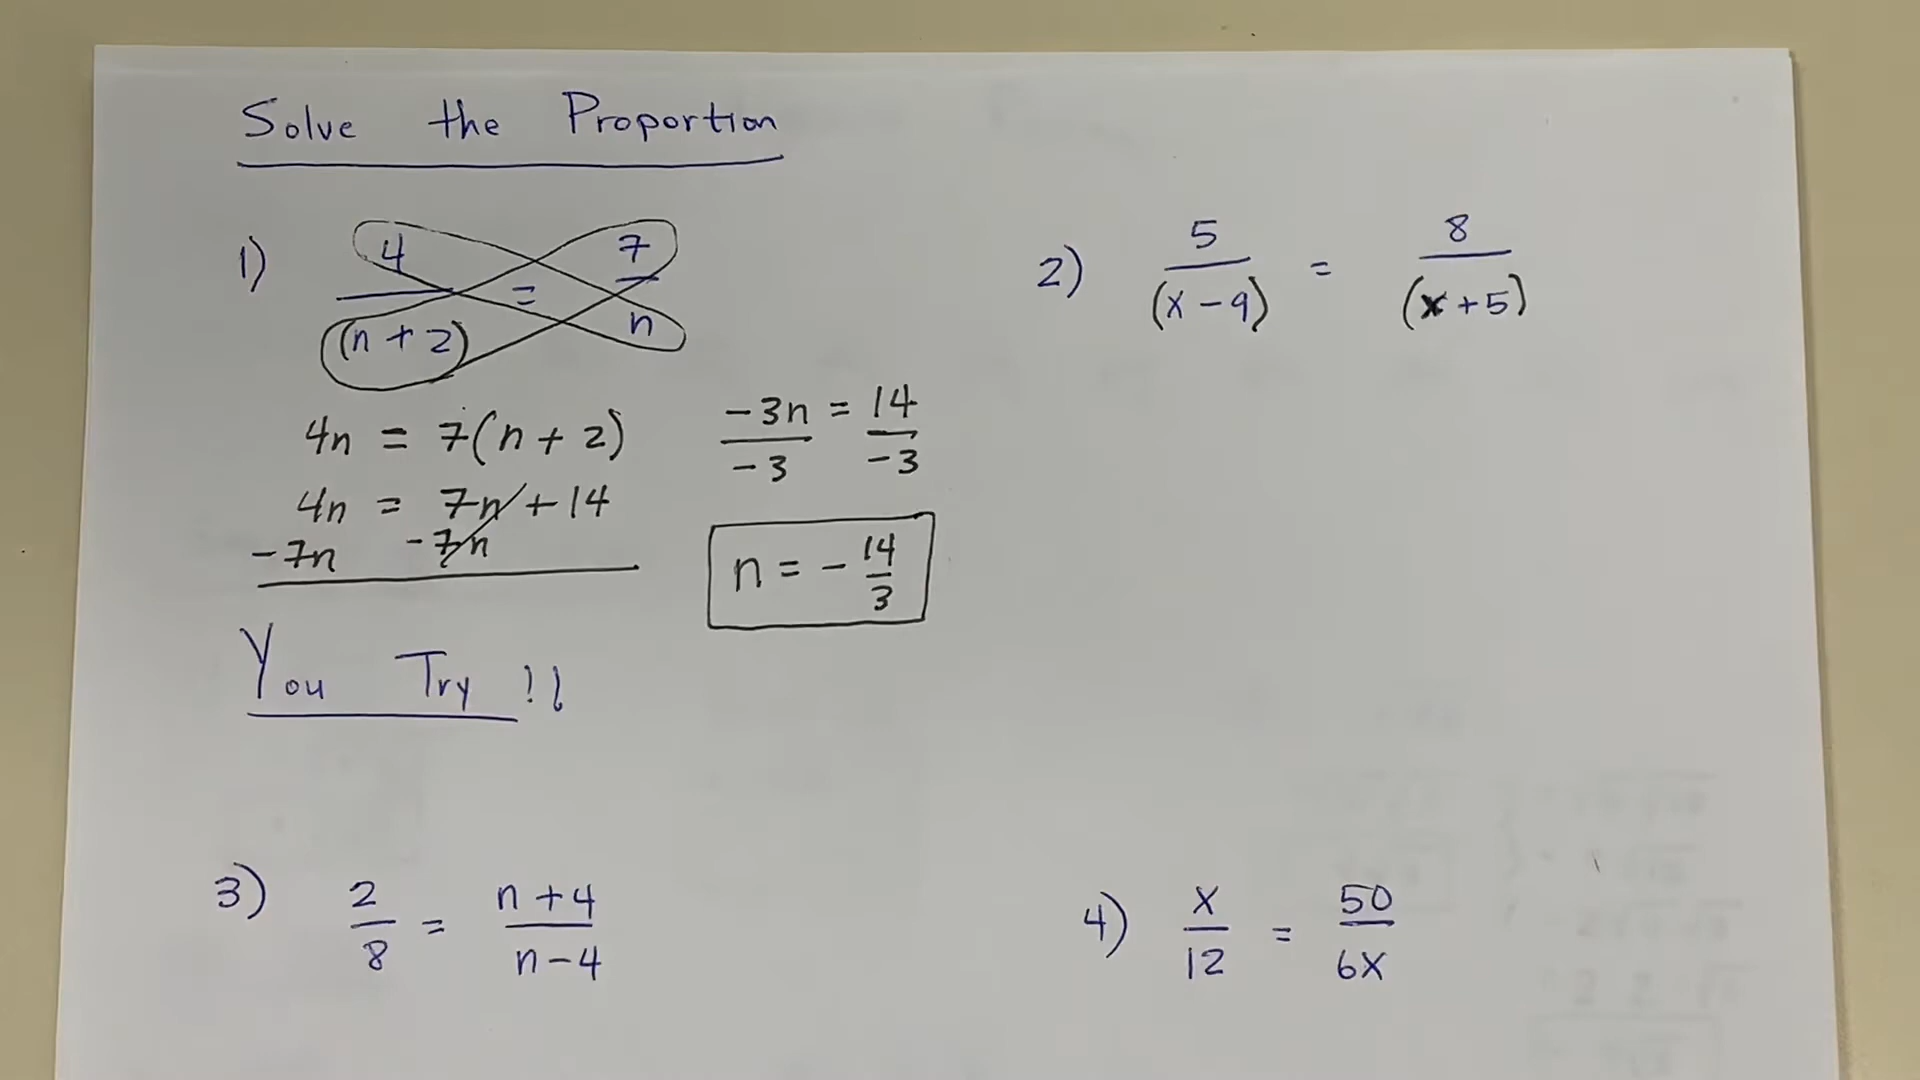 Solve the Proportion
1) 4/(n + 2) = 7/n
4n = 7(n + 2)
4n = 7n + 14
-7n -7n
-3n/-3 = 14/-3
n = - 14/3
2) 5/(x - 9) = 8/(x + 5)
You Try !!
3) 2/8 = n + 4/n - 4
4) x/12 = 50/6x